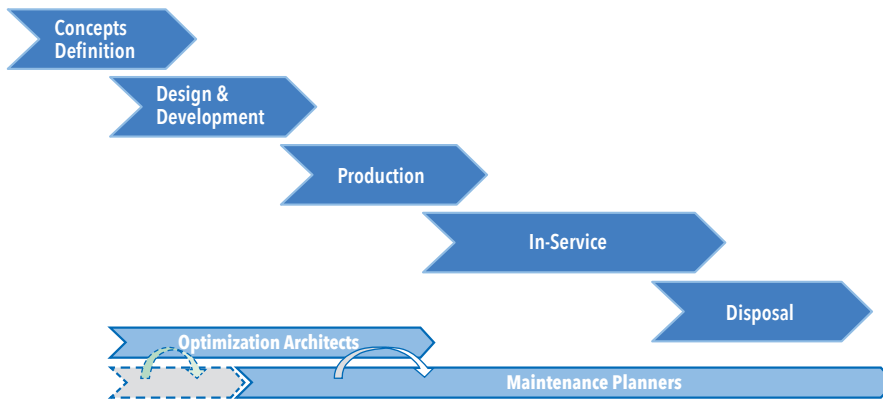 Concepts
Definition
Design &
Development
Production
In-Service
Disposal
Optimization Architects
Maintenance Planners